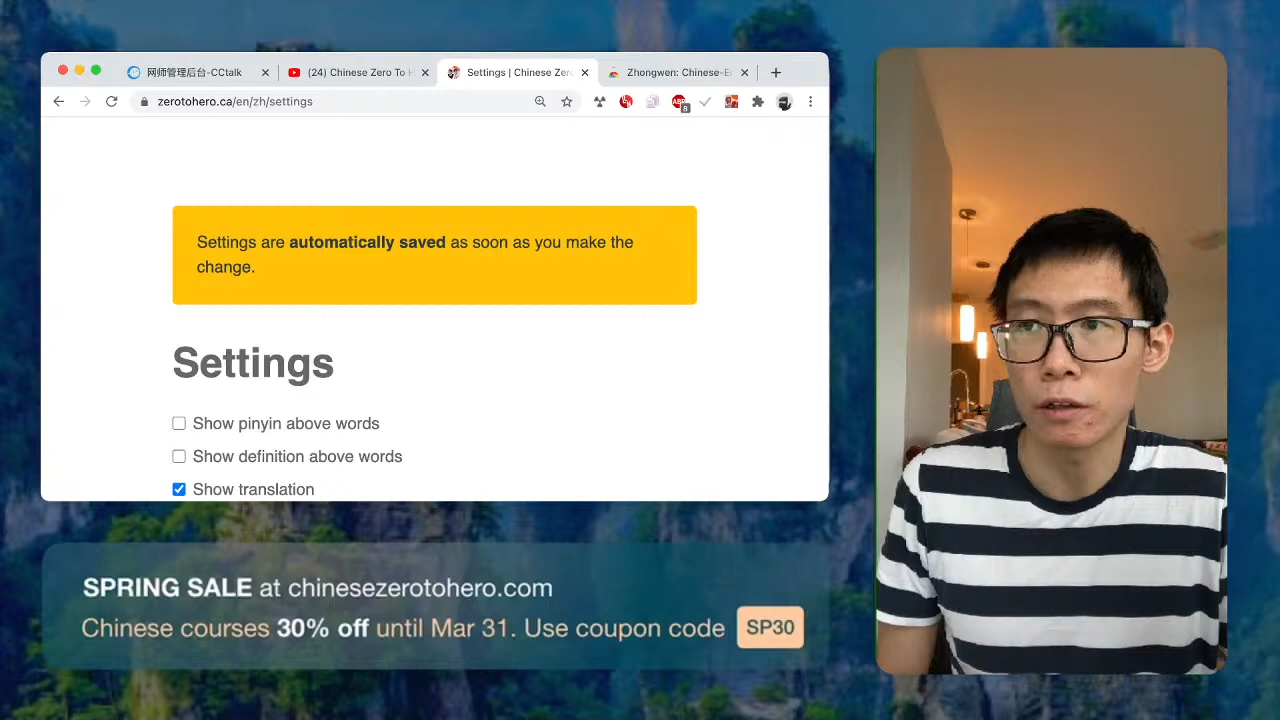 网师管理后台-CCtalk
(24) Chinese Zero To H
Settings | Chinese Zero
Zhongwen: Chinese-E
zerotohero.ca/en/zh/settings
8
Settings are automatically saved as soon as you make the
change.
Settings
Show pinyin above words
Show definition above words
Show translation
SPRING SALE at chinesezerotohero.com
Chinese courses 30% off until Mar 31. Use coupon code SP30